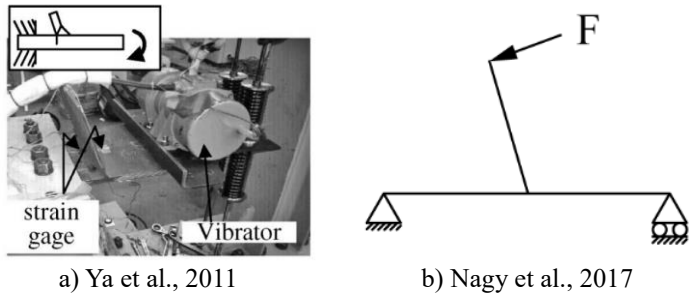 F
strain
gage
Vibrator
a) Ya et al., 2011
b) Nagy et al., 2017